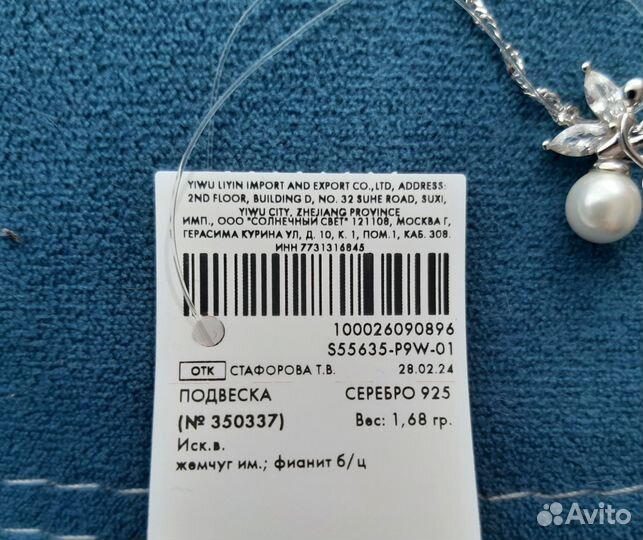 YIWU LIYIN IMPORT AND EXPORT CO.,LTD, ADDRESS:
2ND FLOOR, BUILDING D, NO. 32 SUHE ROAD, SUXI,
YIWU CITY, ZHEJIANG PROVINCE
ИМП., ООО "СОЛНЕЧНЫЙ СВЕТ" 121108, МОСКВА Г,
ГЕРАСИМА КУРИНА УЛ, Д. 10, К. 1, ПОМ.1, КАБ. 308.
ИНН 7731316845
100026090896
S55635-P9W-01
ОТК СТАФОРОВА Т.В. 28.02.24
ПОДВЕСКА СЕРЕБРО 925
(№ 350337) Вес: 1,68 гр.
Иск.в.
жемчуг им.; фианит б/ц
Avito